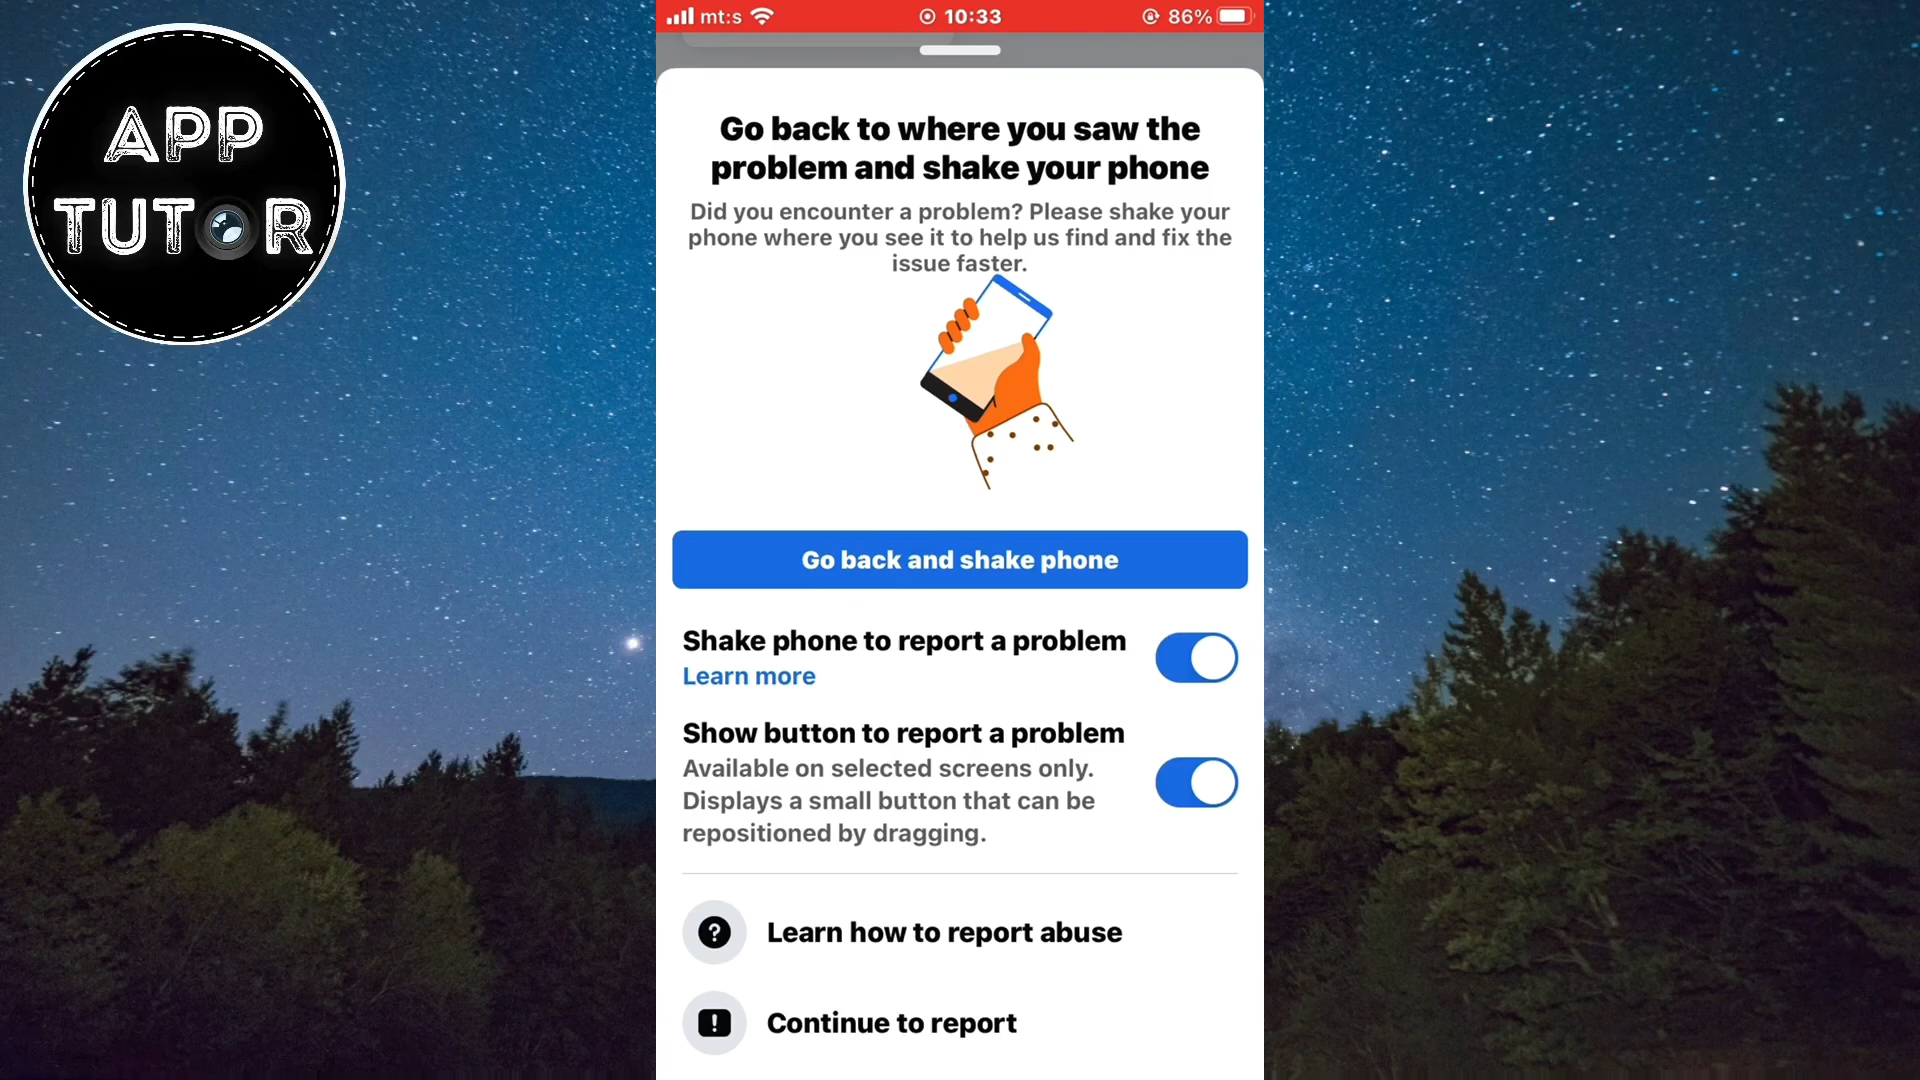 APP
TUTOR
mt:s
10:33
86%
Go back to where you saw the
problem and shake your phone
Did you encounter a problem? Please shake your
phone where you see it to help us find and fix the
issue faster.
Go back and shake phone
Shake phone to report a problem
Learn more
Show button to report a problem
Available on selected screens only.
Displays a small button that can be
repositioned by dragging.
Learn how to report abuse
Continue to report